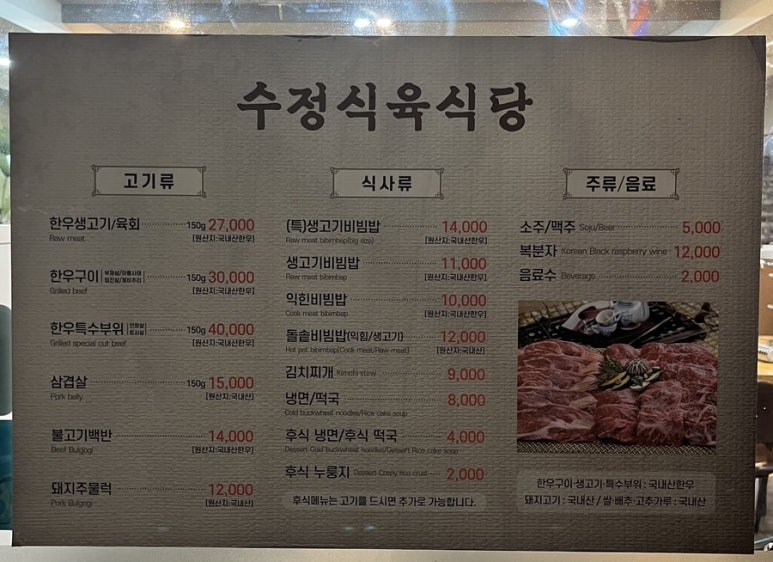 수정식육식당
고기류
한우생고기/육회 150g 27,000
Raw meat [원산지:국내산한우]
한우구이 150g 30,000
Grilled beef [원산지:국내산한우]
한우특수부위 150g 40,000
Grilled special cut beef [원산지:국내산한우]
삼겹살 150g 15,000
Pork belly [원산지:국내산]
불고기백반 14,000
Beef Bulgogi [원산지:국내산한우]
돼지주물럭 12,000
Pork Bulgogi [원산지:국내산]
식사류
(특)생고기비빔밥 14,000
Raw meat bibimbap(big size) [원산지:국내산한우]
생고기비빔밥 11,000
Raw meat bibimbap [원산지:국내산한우]
익힌비빔밥 10,000
Cook meat bibimbap [원산지:국내산한우]
돌솥비빔밥(익힘/생고기) 12,000
Hot pot bibimbap(Cook meat/Raw meat) [원산지:국내산]
김치찌개 Kimchi stew 9,000
냉면/떡국 8,000
Cold buckwheat noodles/Rice cake soup
후식 냉면/후식 떡국 4,000
Dessert Cold buckwheat noodles/Dessert Rice cake soup
후식 누룽지 Dessert Crispy rice crust 2,000
후식메뉴는 고기를 드시면 추가로 가능합니다.
주류/음료
소주/맥주 Soju/Beer 5,000
복분자 Korean Black raspberry wine 12,000
음료수 Beverage 2,000
한우구이·생고기·특수부위 : 국내산한우
돼지고기 : 국내산 / 쌀·배추·고추가루 : 국내산